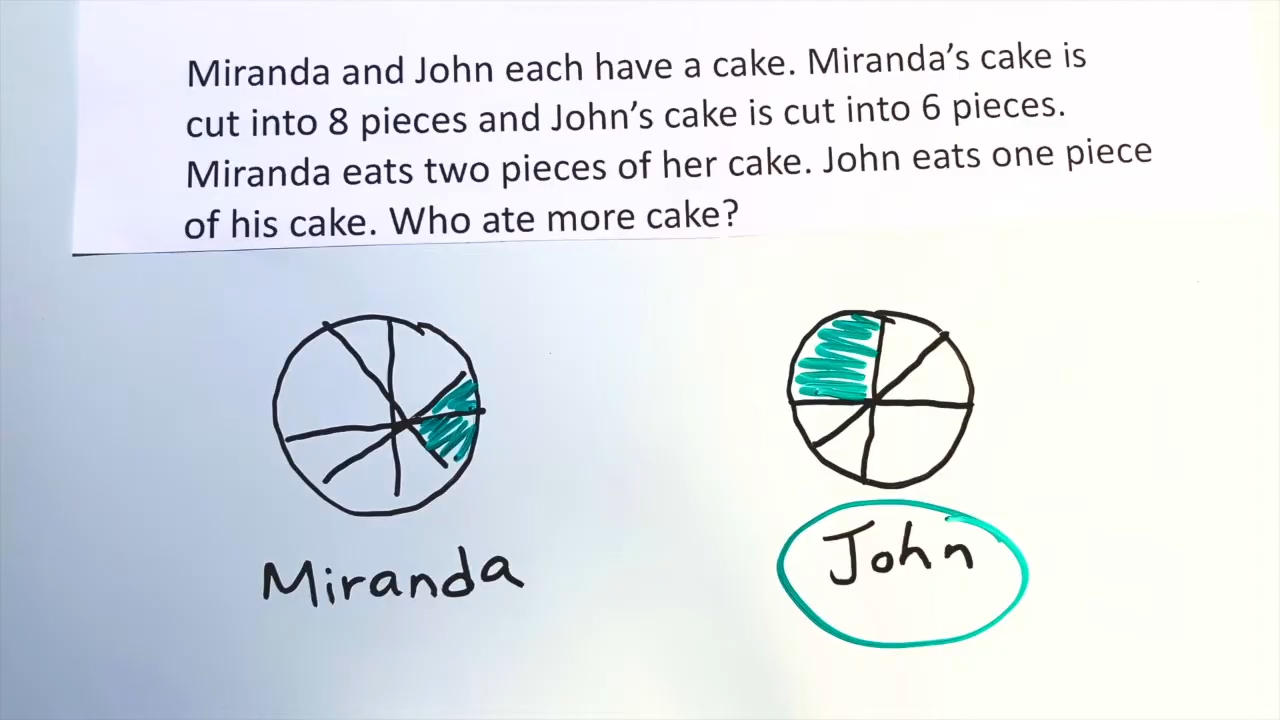 Miranda and John each have a cake. Miranda’s cake is
cut into 8 pieces and John’s cake is cut into 6 pieces.
Miranda eats two pieces of her cake. John eats one piece
of his cake. Who ate more cake?
Miranda
John